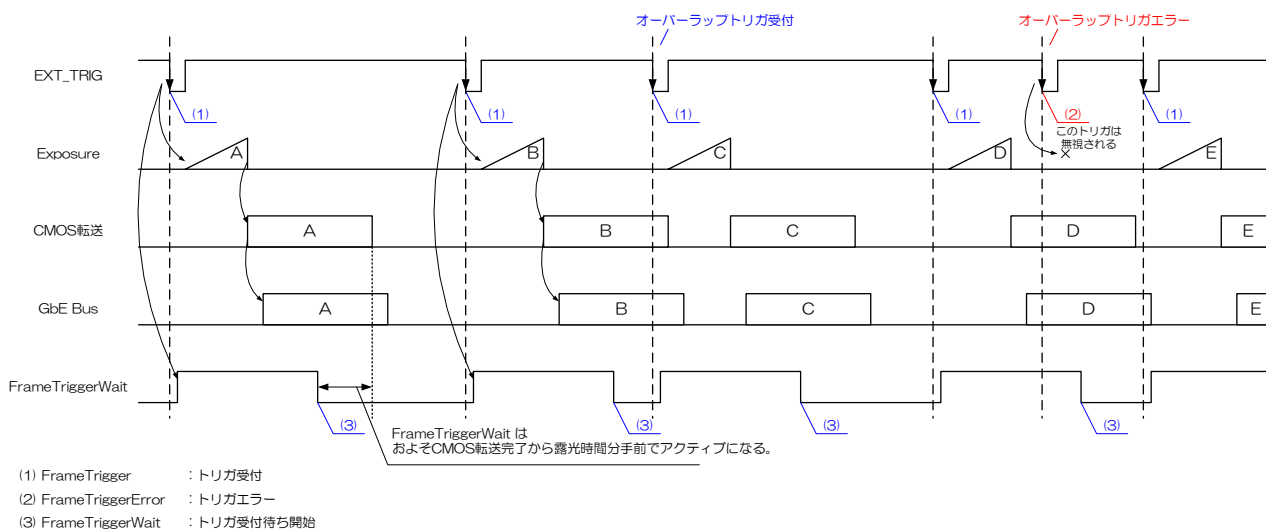 オーバーラップトリガ受付
オーバーラップトリガエラー
EXT_TRIG
(1)
(1)
(1)
(1)
(2)
(1)
このトリガは
無視される
Exposure
A
B
C
D
×
E
CMOS転送
A
B
C
D
E
GbE Bus
A
B
C
D
E
FrameTriggerWait
(3)
(3)
(3)
(3)
FrameTriggerWait は
およそCMOS転送完了から露光時間分手前でアクティブになる。
(1) FrameTrigger : トリガ受付
(2) FrameTriggerError : トリガエラー
(3) FrameTriggerWait : トリガ受付待ち開始